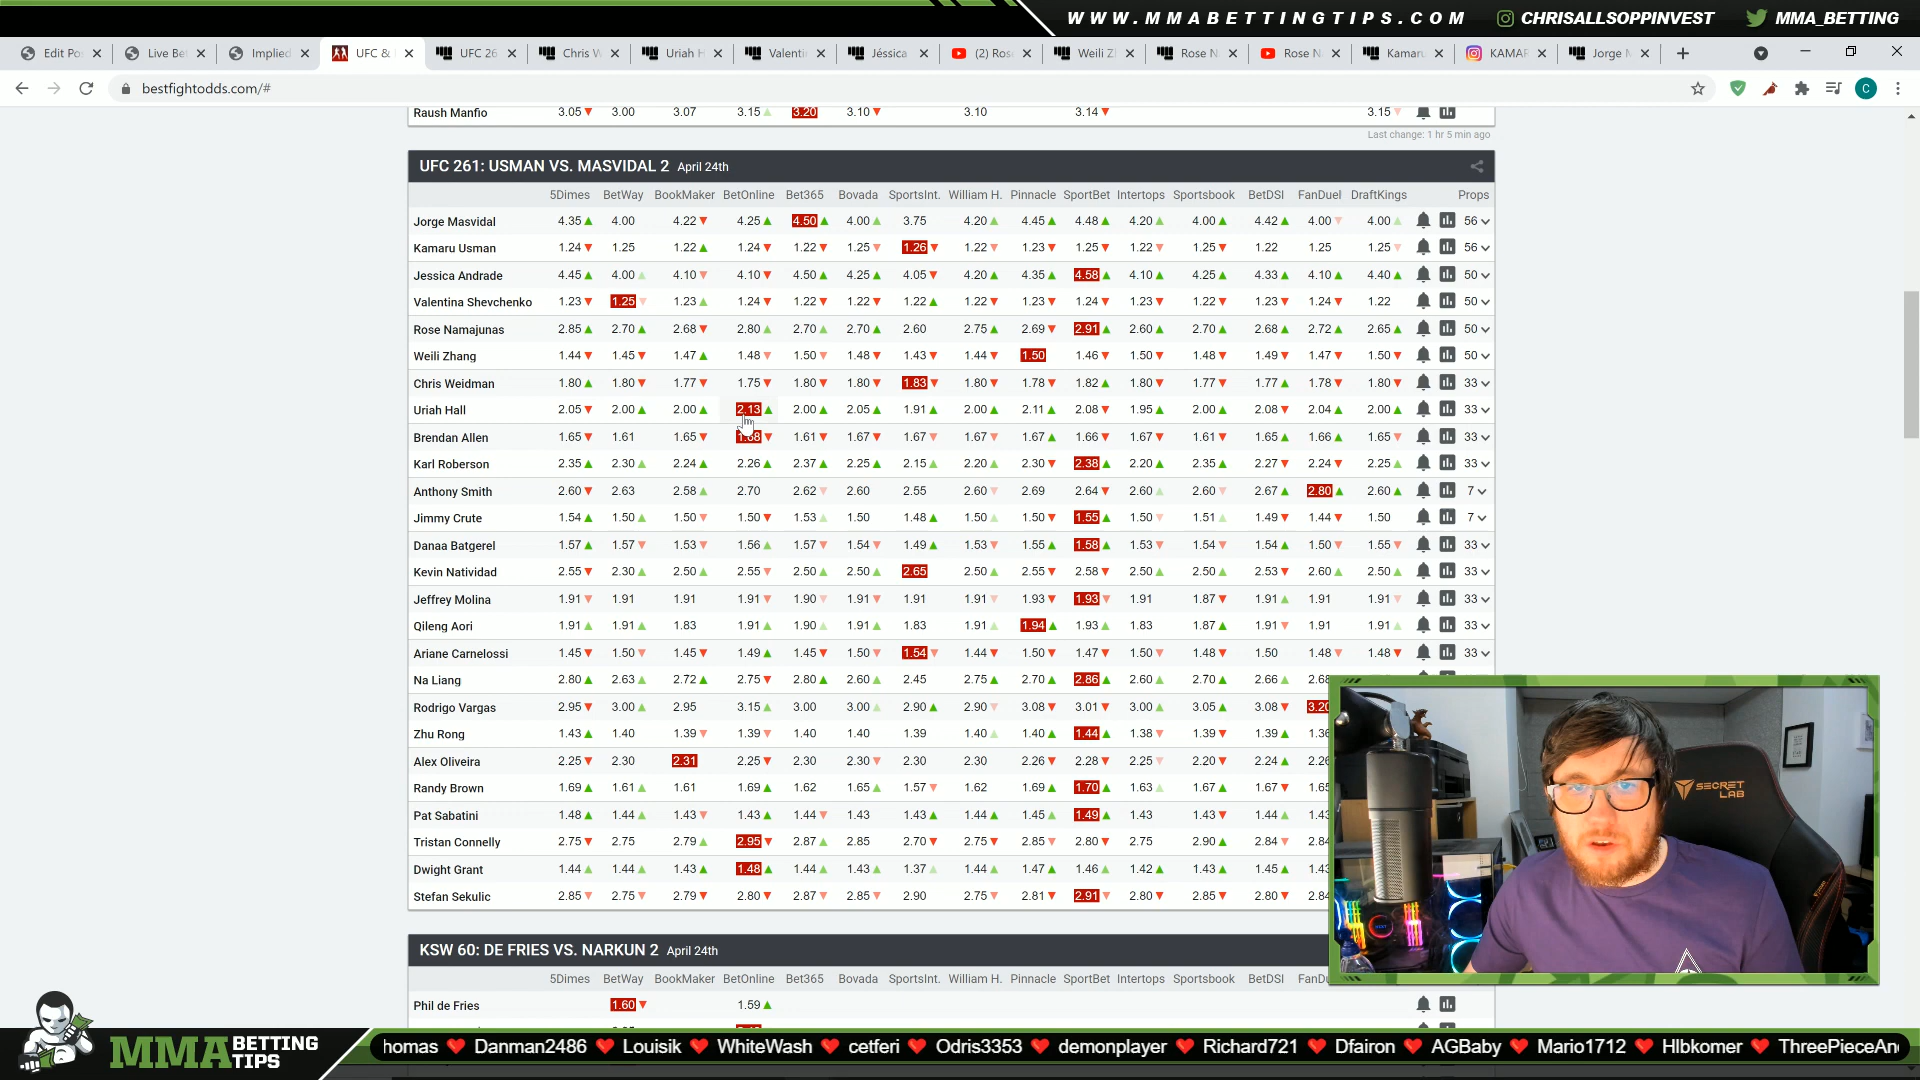 WWW.MMABETTINGTIPS.COM CHRISALLSOPPINVEST MMA_BETTING
Edit Po Live Be Implied UFC & UFC 26 Chris W Uriah H Valenti Jéssica (2) Ros Weili Z Rose N Rose N Kamaru KAMAR Jorge M
bestfightodds.com/#
C
Raush Manfio 3.05 3.00 3.07 3.15 3.20 3.10 3.10 3.14 3.15
Last change: 1 hr 5 min ago
UFC 261: USMAN VS. MASVIDAL 2 April 24th
5Dimes BetWay BookMaker BetOnline Bet365 Bovada SportsInt. William H. Pinnacle SportBet Intertops Sportsbook BetDSI FanDuel DraftKings Props
Jorge Masvidal 4.35 4.00 4.22 4.25 4.50 4.00 3.75 4.20 4.45 4.48 4.20 4.00 4.42 4.00 4.00 56
Kamaru Usman 1.24 1.25 1.22 1.24 1.22 1.25 1.26 1.22 1.23 1.25 1.22 1.25 1.22 1.25 1.25 56
Jessica Andrade 4.45 4.00 4.10 4.10 4.50 4.25 4.05 4.20 4.35 4.58 4.10 4.25 4.33 4.10 4.40 50
Valentina Shevchenko 1.23 1.25 1.23 1.24 1.22 1.22 1.22 1.22 1.23 1.24 1.23 1.22 1.23 1.24 1.22 50
Rose Namajunas 2.85 2.70 2.68 2.80 2.70 2.70 2.60 2.75 2.69 2.91 2.60 2.70 2.68 2.72 2.65 50
Weili Zhang 1.44 1.45 1.47 1.48 1.50 1.48 1.43 1.44 1.50 1.46 1.50 1.48 1.49 1.47 1.50 50
Chris Weidman 1.80 1.80 1.77 1.75 1.80 1.80 1.83 1.80 1.78 1.82 1.80 1.77 1.77 1.78 1.80 33
Uriah Hall 2.05 2.00 2.00 2.13 2.00 2.05 1.91 2.00 2.11 2.08 1.95 2.00 2.08 2.04 2.00 33
Brendan Allen 1.65 1.61 1.65 1.68 1.61 1.67 1.67 1.67 1.67 1.66 1.67 1.61 1.65 1.66 1.65 33
Karl Roberson 2.35 2.30 2.24 2.26 2.37 2.25 2.15 2.20 2.30 2.38 2.20 2.35 2.27 2.24 2.25 33
Anthony Smith 2.60 2.63 2.58 2.70 2.62 2.60 2.55 2.60 2.69 2.64 2.60 2.60 2.67 2.80 2.60 7
Jimmy Crute 1.54 1.50 1.50 1.50 1.53 1.50 1.48 1.50 1.50 1.55 1.50 1.51 1.49 1.44 1.50 7
Danaa Batgerel 1.57 1.57 1.53 1.56 1.57 1.54 1.49 1.53 1.55 1.58 1.53 1.54 1.54 1.50 1.55 33
Kevin Natividad 2.55 2.30 2.50 2.55 2.50 2.50 2.65 2.50 2.55 2.58 2.50 2.50 2.53 2.60 2.50 33
Jeffrey Molina 1.91 1.91 1.91 1.91 1.90 1.91 1.91 1.91 1.93 1.93 1.91 1.87 1.91 1.91 1.91 33
Qileng Aori 1.91 1.91 1.83 1.91 1.90 1.91 1.83 1.91 1.94 1.93 1.83 1.87 1.91 1.91 1.91 33
Ariane Carnelossi 1.45 1.50 1.45 1.49 1.45 1.50 1.54 1.44 1.50 1.47 1.50 1.48 1.50 1.48 1.48 33
Na Liang 2.80 2.63 2.72 2.75 2.80 2.60 2.45 2.75 2.70 2.86 2.60 2.70 2.66 2.68
Rodrigo Vargas 2.95 3.00 2.95 3.15 3.00 3.00 2.90 2.90 3.08 3.01 3.00 3.05 3.08 3.20
Zhu Rong 1.43 1.40 1.39 1.39 1.40 1.40 1.39 1.40 1.40 1.44 1.38 1.39 1.39 1.36
Alex Oliveira 2.25 2.30 2.31 2.25 2.30 2.30 2.30 2.30 2.26 2.28 2.25 2.20 2.24 2.26
Randy Brown 1.69 1.61 1.61 1.69 1.62 1.65 1.57 1.62 1.69 1.70 1.63 1.67 1.67 1.65
Pat Sabatini 1.48 1.44 1.43 1.43 1.44 1.43 1.43 1.44 1.45 1.49 1.43 1.43 1.44 1.43
Tristan Connelly 2.75 2.75 2.79 2.95 2.87 2.85 2.70 2.75 2.85 2.80 2.75 2.90 2.84 2.84
Dwight Grant 1.44 1.44 1.43 1.48 1.44 1.43 1.37 1.44 1.47 1.46 1.42 1.43 1.45 1.43
Stefan Sekulic 2.85 2.75 2.79 2.80 2.87 2.85 2.90 2.75 2.81 2.91 2.80 2.85 2.80 2.84
KSW 60: DE FRIES VS. NARKUN 2 April 24th
5Dimes BetWay BookMaker BetOnline Bet365 Bovada SportsInt. William H. Pinnacle SportBet Intertops Sportsbook BetDSI FanDu
Phil de Fries 1.60 1.59
SECRET LAB
MMA BETTING TIPS
homas Danman2486 Louisik WhiteWash cetferi Odris3353 demonplayer Richard721 Dfairon AGBaby Mario1712 Hlbkomer ThreePieceAn